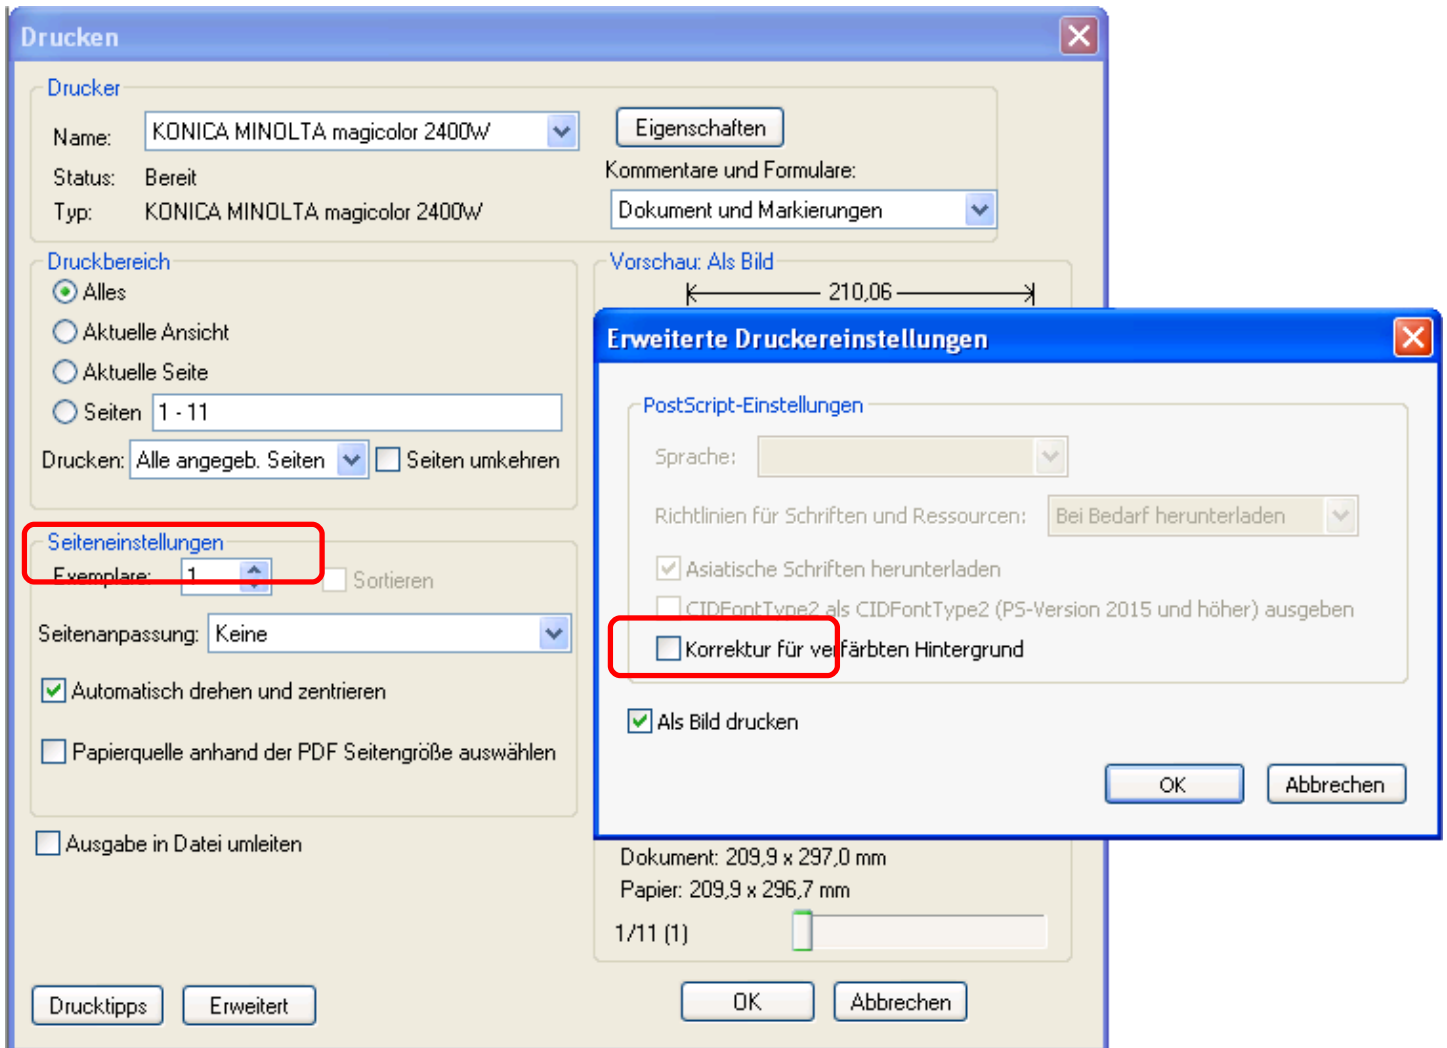 Drucken
Drucker
Name: KONICA MINOLTA magicolor 2400W
Eigenschaften
Status: Bereit
Kommentare und Formulare:
Typ: KONICA MINOLTA magicolor 2400W
Dokument und Markierungen
Druckbereich
Alles
Aktuelle Ansicht
Aktuelle Seite
Seiten 1 - 11
Drucken: Alle angegeb. Seiten Seiten umkehren
Seiteneinstellungen
Exemplare: 1 Sortieren
Seitenanpassung: Keine
Automatisch drehen und zentrieren
Papierquelle anhand der PDF Seitengröße auswählen
Ausgabe in Datei umleiten
Vorschau: Als Bild
210,06
Erweiterte Druckereinstellungen
PostScript-Einstellungen
Sprache:
Richtlinien für Schriften und Ressourcen: Bei Bedarf herunterladen
Asiatische Schriften herunterladen
CIDFontType2 als CIDFontType2 (PS-Version 2015 und höher) ausgeben
Korrektur für verfärbten Hintergrund
Als Bild drucken
OK Abbrechen
Dokument: 209,9 x 297,0 mm
Papier: 209,9 x 296,7 mm
1/11 (1)
Drucktipps Erweitert OK Abbrechen